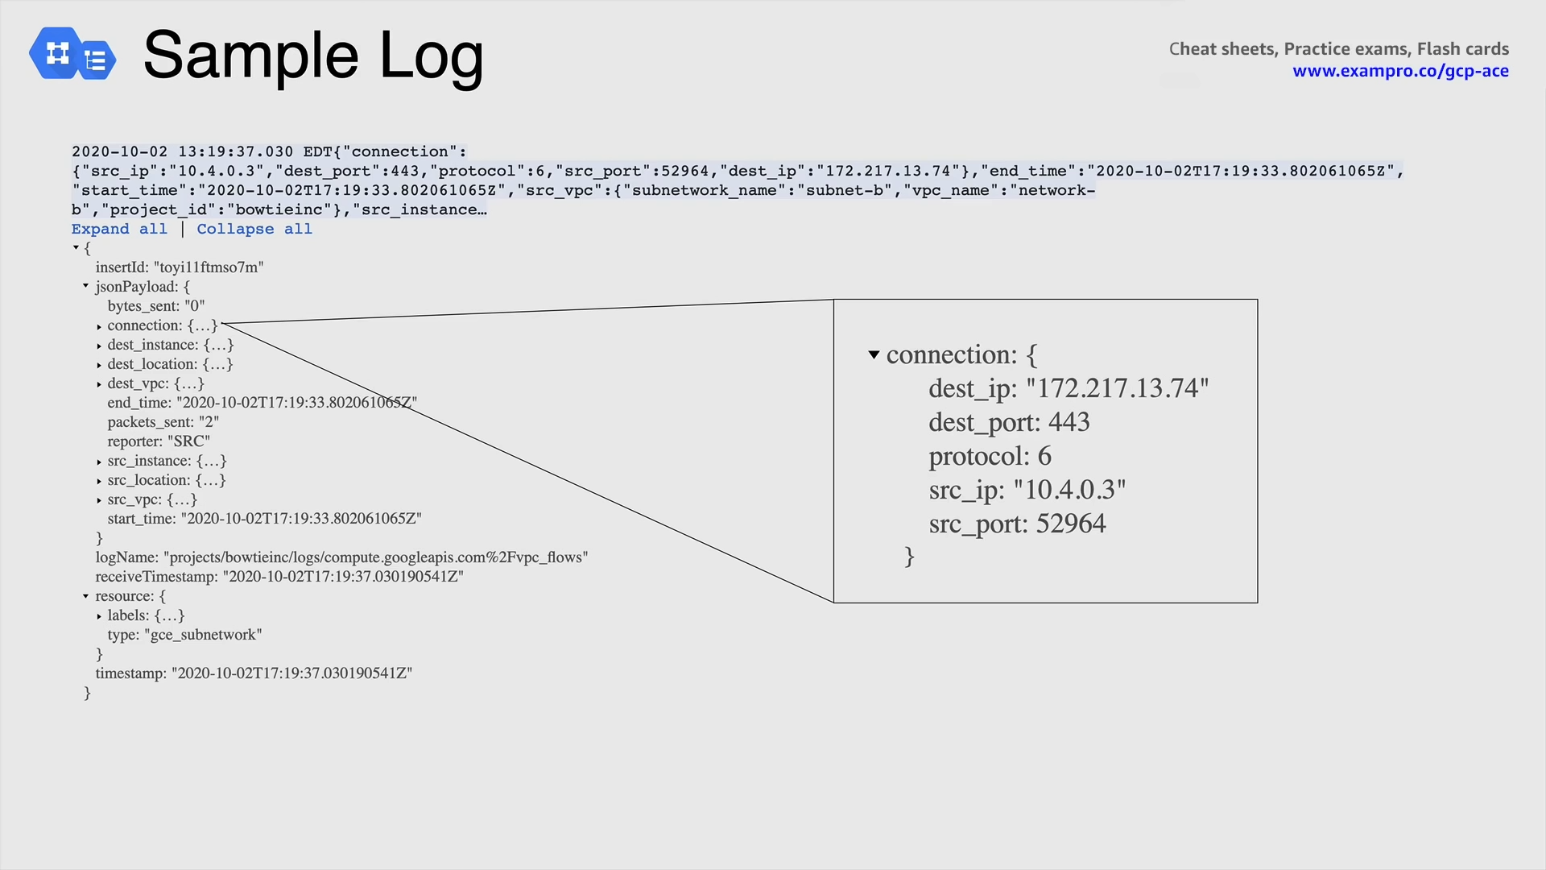 Sample Log
Cheat sheets, Practice exams, Flash cards
www.exampro.co/gcp-ace
2020-10-02 13:19:37.030 EDT{"connection":
{"src_ip":"10.4.0.3","dest_port":443,"protocol":6,"src_port":52964,"dest_ip":"172.217.13.74"},"end_time":"2020-10-02T17:19:33.802061065Z",
"start_time":"2020-10-02T17:19:33.802061065Z","src_vpc":{"subnetwork_name":"subnet-b","vpc_name":"network-
b","project_id":"bowtieinc"},"src_instance…
Expand all | Collapse all
{
insertId: "toyi11ftmso7m"
jsonPayload: {
bytes_sent: "0"
connection: {…}
dest_instance: {…}
dest_location: {…}
dest_vpc: {…}
end_time: "2020-10-02T17:19:33.802061065Z"
packets_sent: "2"
reporter: "SRC"
src_instance: {…}
src_location: {…}
src_vpc: {…}
start_time: "2020-10-02T17:19:33.802061065Z"
}
logName: "projects/bowtieinc/logs/compute.googleapis.com%2Fvpc_flows"
receiveTimestamp: "2020-10-02T17:19:37.030190541Z"
resource: {
labels: {…}
type: "gce_subnetwork"
}
timestamp: "2020-10-02T17:19:37.030190541Z"
}
connection: {
dest_ip: "172.217.13.74"
dest_port: 443
protocol: 6
src_ip: "10.4.0.3"
src_port: 52964
}